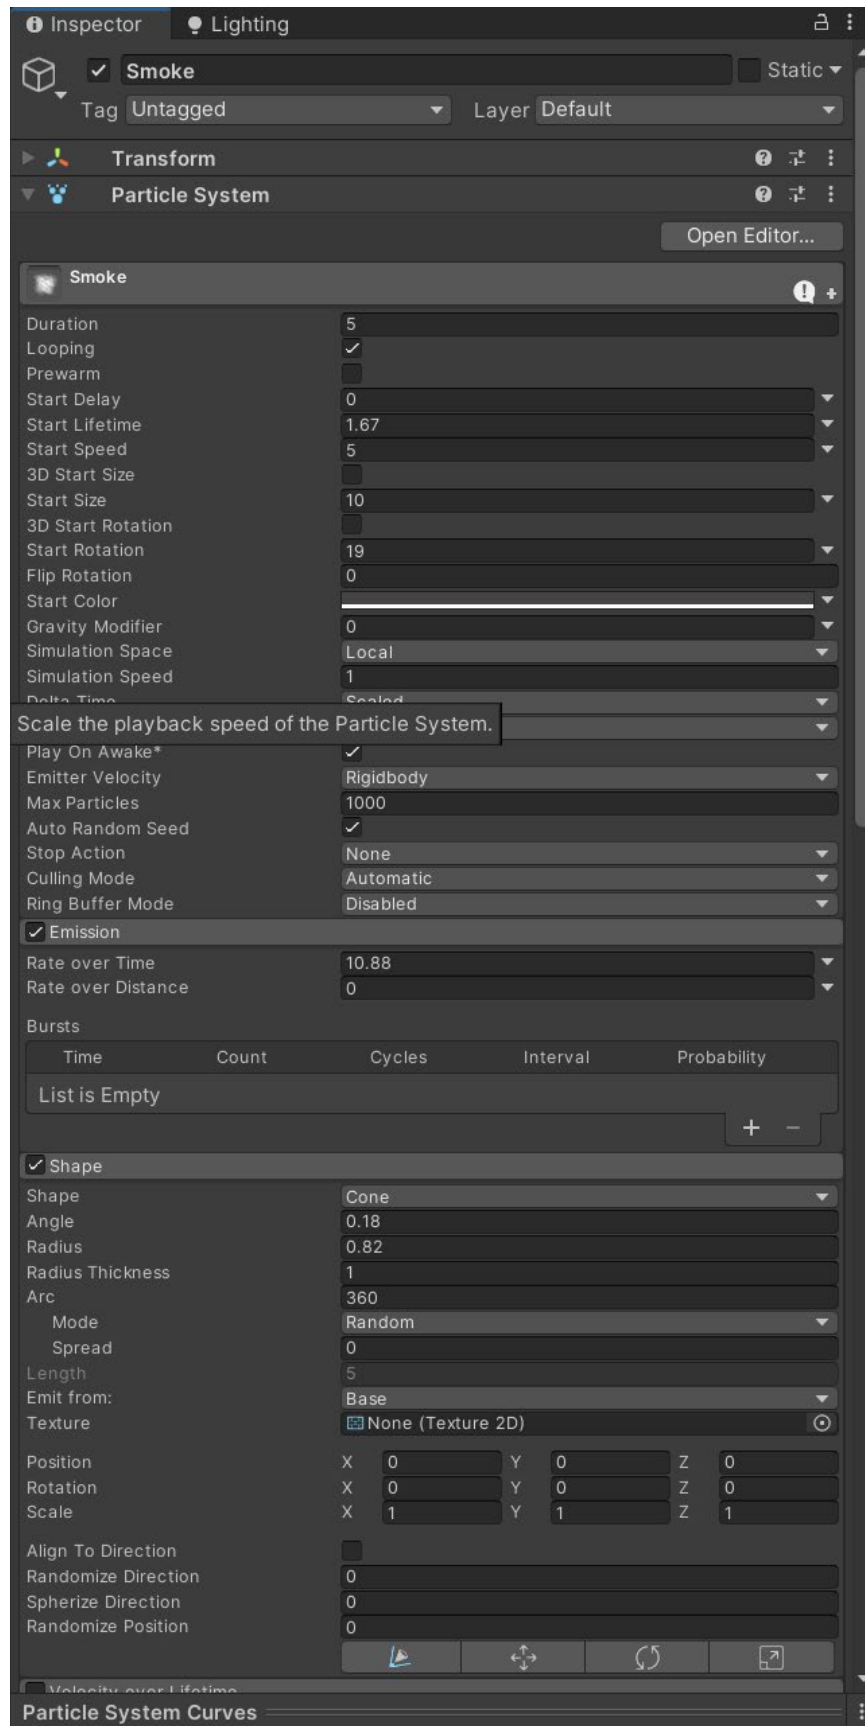 Inspector Lighting
Smoke Static
Tag Untagged Layer Default
Transform
Particle System
Open Editor...
Smoke
Duration 5
Looping
Prewarm
Start Delay 0
Start Lifetime 1.67
Start Speed 5
3D Start Size
Start Size 10
3D Start Rotation
Start Rotation 19
Flip Rotation 0
Start Color
Gravity Modifier 0
Simulation Space Local
Simulation Speed 1
Delta Time Scaled
Scale the playback speed of the Particle System.
Play On Awake*
Emitter Velocity Rigidbody
Max Particles 1000
Auto Random Seed
Stop Action None
Culling Mode Automatic
Ring Buffer Mode Disabled
Emission
Rate over Time 10.88
Rate over Distance 0
Bursts
Time Count Cycles Interval Probability
List is Empty
Shape
Shape Cone
Angle 0.18
Radius 0.82
Radius Thickness 1
Arc 360
Mode Random
Spread 0
Length 5
Emit from: Base
Texture None (Texture 2D)
Position X 0 Y 0 Z 0
Rotation X 0 Y 0 Z 0
Scale X 1 Y 1 Z 1
Align To Direction
Randomize Direction 0
Spherize Direction 0
Randomize Position 0
Velocity over Lifetime
Particle System Curves